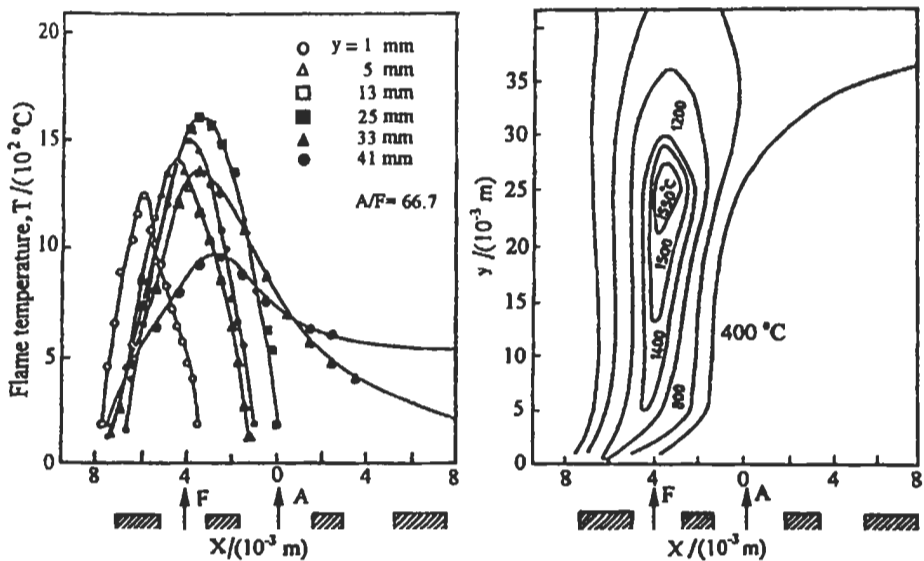 20
15
10
5
0
Flame temperature, T /(10² °C)
y = 1 mm
5 mm
13 mm
25 mm
33 mm
41 mm
A/F= 66.7
8 4 0 4 8
F A
X/(10⁻³ m)
35
30
25
20
15
10
5
0
y /(10⁻³ m)
1200
1530°C
1500
1400
800
400 °C
8 4 0 4 8
F A
X/(10⁻³ m)